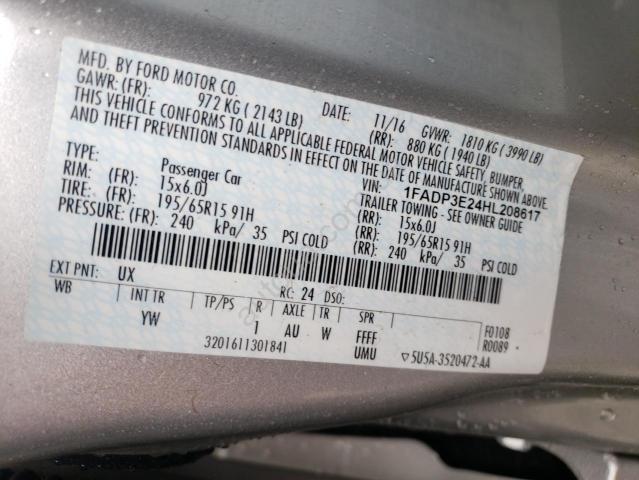 MFD. BY FORD MOTOR CO.
DATE: 11/16 GVWR: 1810 KG ( 3990 LB)
GAWR: (FR): 972 KG ( 2143 LB) (RR): 880 KG ( 1940 LB)
THIS VEHICLE CONFORMS TO ALL APPLICABLE FEDERAL MOTOR VEHICLE SAFETY, BUMPER,
AND THEFT PREVENTION STANDARDS IN EFFECT ON THE DATE OF MANUFACTURE SHOWN ABOVE.
VIN: 1FADP3E24HL208617
TYPE: Passenger Car TRAILER TOWING - SEE OWNER GUIDE
RIM: (FR): 15x6.0J (RR): 15x6.0J
TIRE: (FR): 195/65R15 91H (RR): 195/65R15 91H
PRESSURE: (FR): 240 kPa/ 35 PSI COLD (RR): 240 kPa/ 35 PSI COLD
EXT PNT: UX RC: 24 DSO:
WB INT TR TP/PS R AXLE TR SPR
YW 1 AU W FFFF F0108
3201611301841 UMU R0089
▽5U5A-3520472-AA